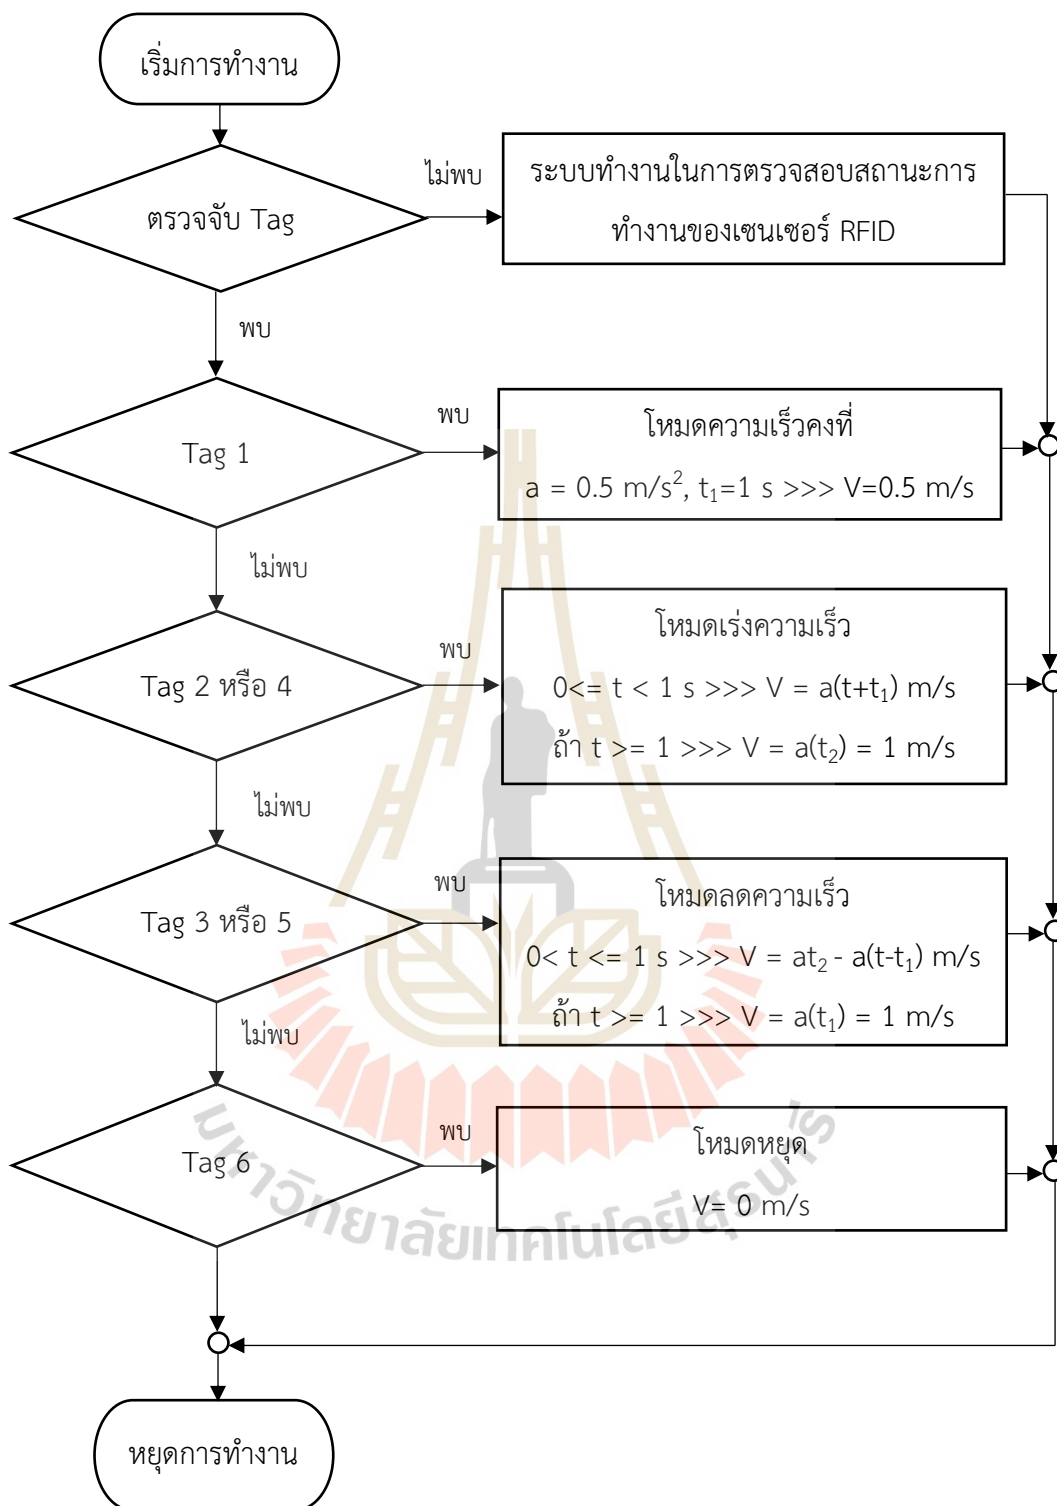 เริ่มการทำงาน
ตรวจจับ Tag
ไม่พบ
ระบบทำงานในการตรวจสอบสถานะการ
ทำงานของเซนเซอร์ RFID
พบ
Tag 1
พบ
โหมดความเร็วคงที่
a = 0.5 m/s², t₁=1 s >>> V=0.5 m/s
ไม่พบ
Tag 2 หรือ 4
พบ
โหมดเร่งความเร็ว
0<= t < 1 s >>> V = a(t+t₁) m/s
ถ้า t >= 1 >>> V = a(t₂) = 1 m/s
ไม่พบ
Tag 3 หรือ 5
พบ
โหมดลดความเร็ว
0< t <= 1 s >>> V = at₂ - a(t-t₁) m/s
ถ้า t >= 1 >>> V = a(t₁) = 1 m/s
ไม่พบ
Tag 6
พบ
โหมดหยุด
V= 0 m/s
มหาวิทยาลัยเทคโนโลยีสุรนารี
หยุดการทำงาน